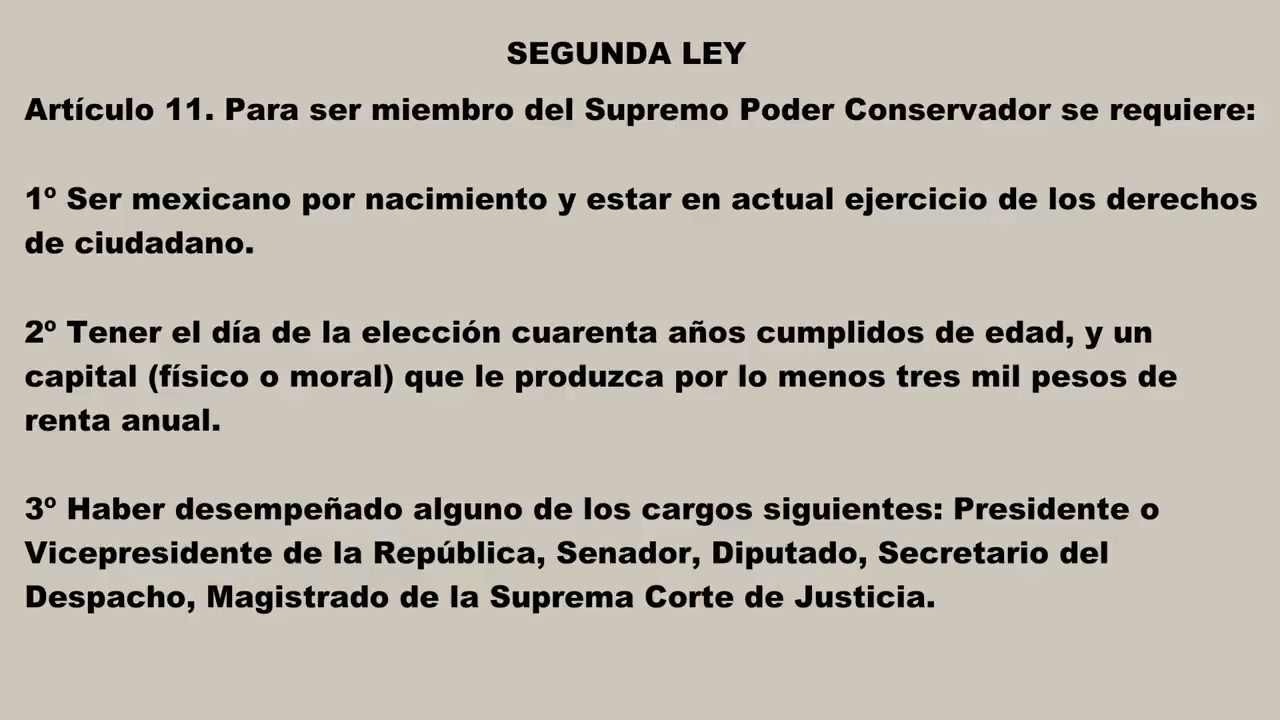 SEGUNDA LEY
Artículo 11. Para ser miembro del Supremo Poder Conservador se requiere:
1º Ser mexicano por nacimiento y estar en actual ejercicio de los derechos
de ciudadano.
2º Tener el día de la elección cuarenta años cumplidos de edad, y un
capital (físico o moral) que le produzca por lo menos tres mil pesos de
renta anual.
3º Haber desempeñado alguno de los cargos siguientes: Presidente o
Vicepresidente de la República, Senador, Diputado, Secretario del
Despacho, Magistrado de la Suprema Corte de Justicia.